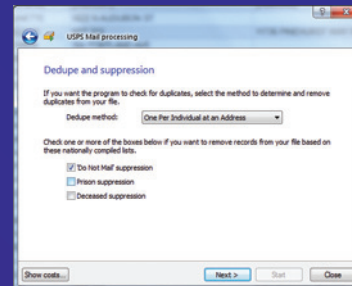 USPS Mail processing
Dedupe and suppression
If you want the program to check for duplicates, select the method to determine and remove
duplicates from your file.
Dedupe method: One Per Individual at an Address
Check one or more of the boxes below if you want to remove records from your file based on
these nationally compiled lists.
'Do Not Mail' suppression
Prison suppression
Deceased suppression
Show costs... Next > Start Close